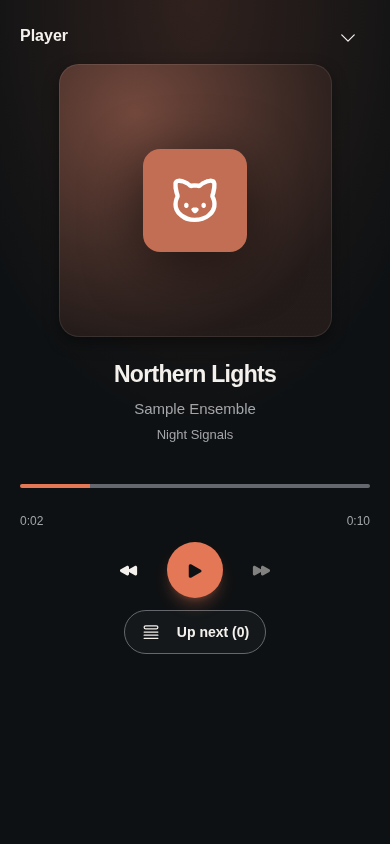 Player
Northern Lights
Sample Ensemble
Night Signals
0:02
0:10
Up next (0)